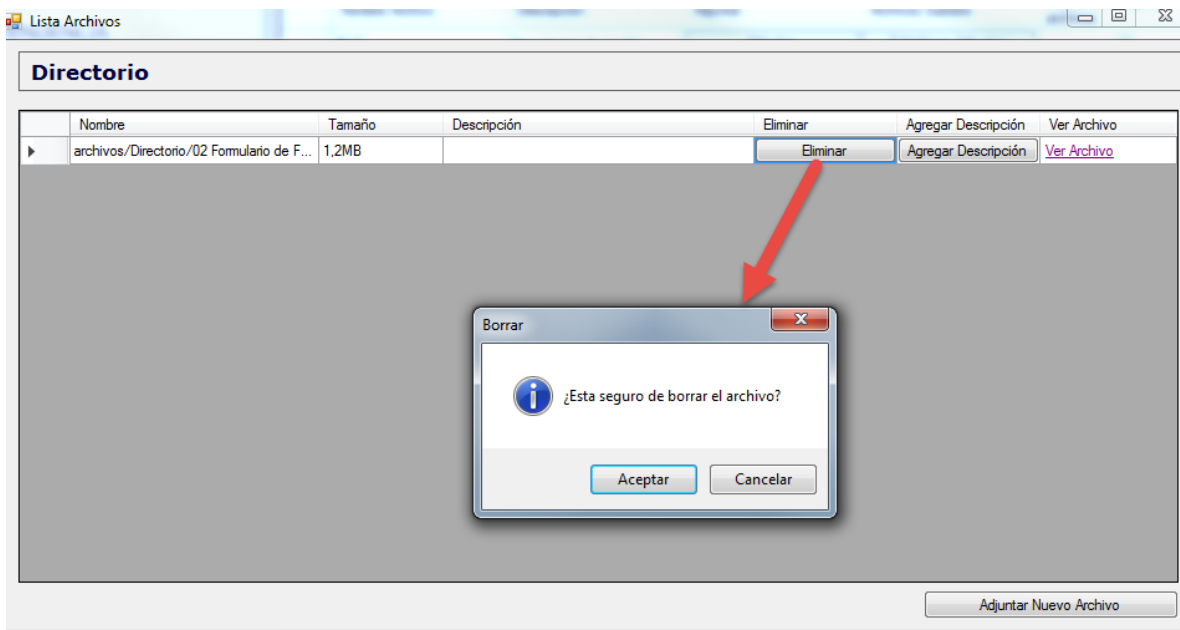 Lista Archivos
Directorio
Nombre Tamaño Descripción Eliminar Agregar Descripción Ver Archivo
archivos/Directorio/02 Formulario de F... 1,2MB Eliminar Agregar Descripción Ver Archivo
Borrar
¿Esta seguro de borrar el archivo?
Aceptar Cancelar
Adjuntar Nuevo Archivo